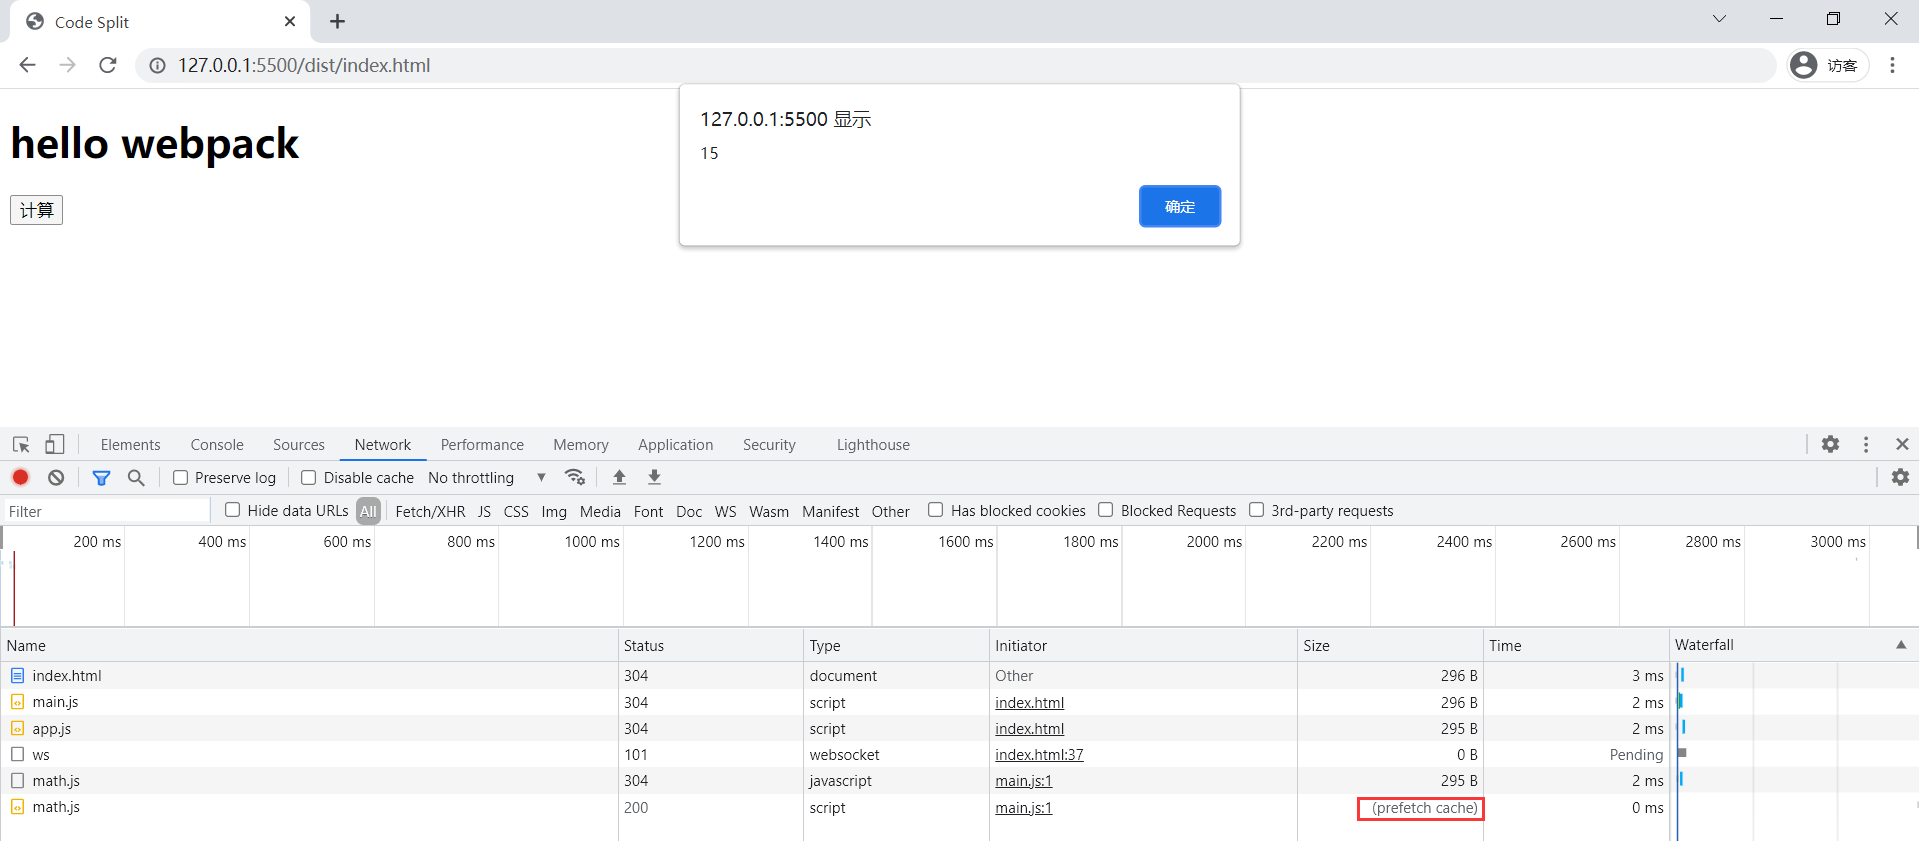 Code Split
127.0.0.1:5500/dist/index.html
访客
127.0.0.1:5500 显示
15
确定
hello webpack
计算
Elements Console Sources Network Performance Memory Application Security Lighthouse
Preserve log Disable cache No throttling
Filter Hide data URLs All Fetch/XHR JS CSS Img Media Font Doc WS Wasm Manifest Other Has blocked cookies Blocked Requests 3rd-party requests
200 ms 400 ms 600 ms 800 ms 1000 ms 1200 ms 1400 ms 1600 ms 1800 ms 2000 ms 2200 ms 2400 ms 2600 ms 2800 ms 3000 ms
Name Status Type Initiator Size Time Waterfall
index.html 304 document Other 296 B 3 ms
main.js 304 script index.html 296 B 2 ms
app.js 304 script index.html 295 B 2 ms
ws 101 websocket index.html:37 0 B Pending
math.js 304 javascript main.js:1 295 B 2 ms
math.js 200 script main.js:1 (prefetch cache) 0 ms